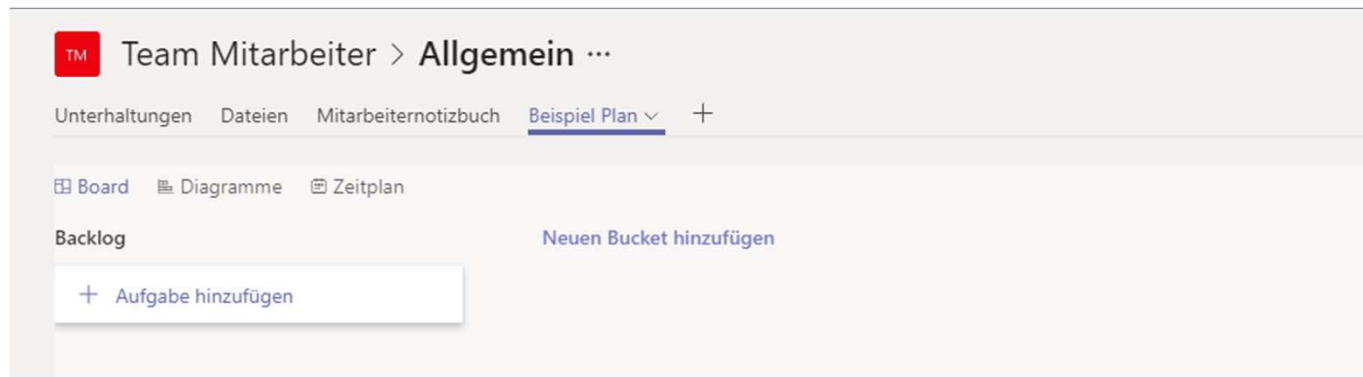 TM Team Mitarbeiter > Allgemein ...
Unterhaltungen Dateien Mitarbeiternotizbuch Beispiel Plan +
Board Diagramme Zeitplan
Backlog Neuen Bucket hinzufügen
+ Aufgabe hinzufügen